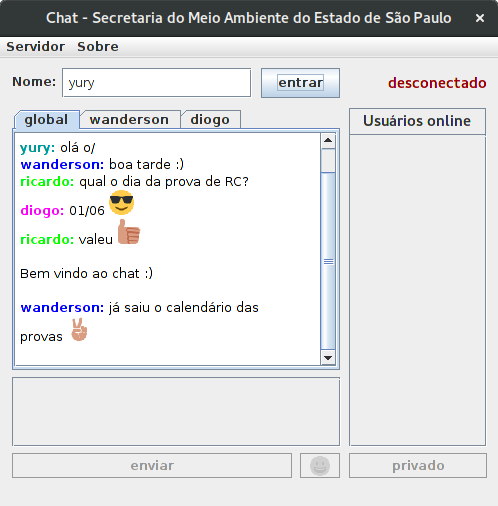 Chat - Secretaria do Meio Ambiente do Estado de São Paulo
Servidor Sobre
Nome: yury entrar desconectado
global wanderson diogo
Usuários online
yury: olá o/
wanderson: boa tarde :)
ricardo: qual o dia da prova de RC?
diogo: 01/06 😎
ricardo: valeu 👍
Bem vindo ao chat :)
wanderson: já saiu o calendário das
provas ✌
enviar privado